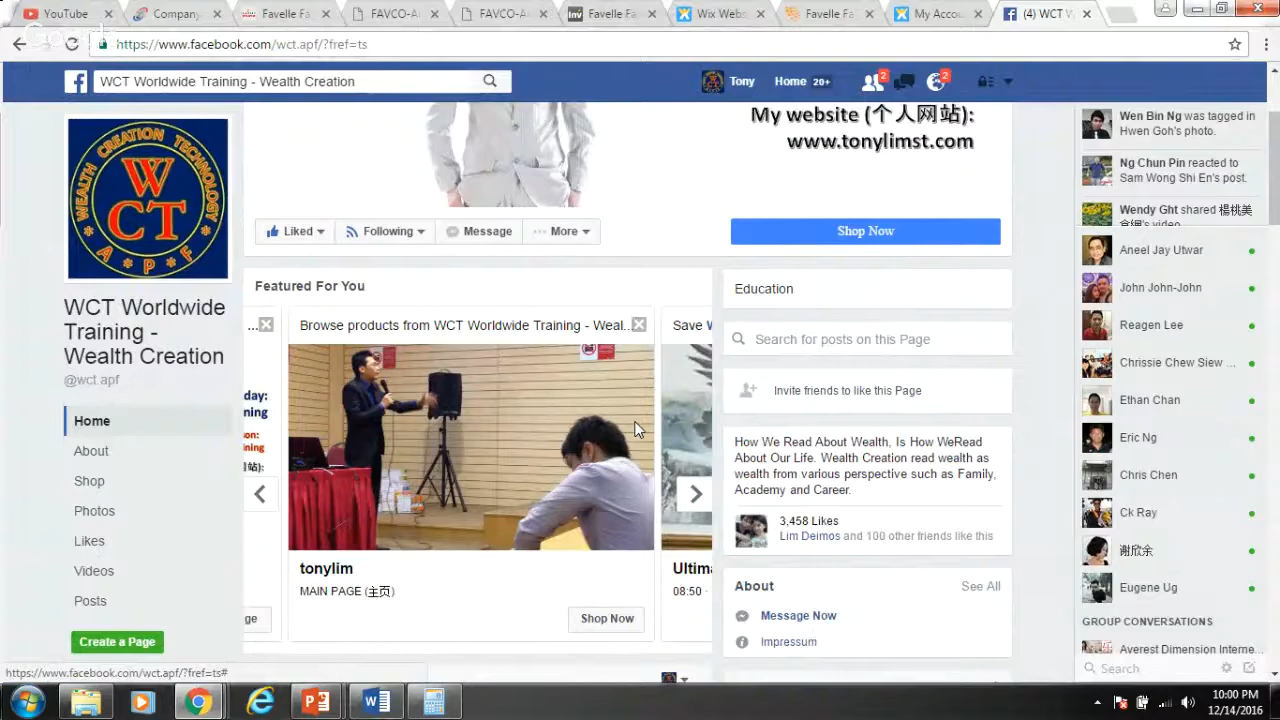 YouTube
Company
Favelle Fa
FAVCO-A
FAVCO-A
Favelle Fa
Wix Webs
Favelle Fa
My Accou
(4) WCT W
https://www.facebook.com/wct.apf/?fref=ts
WCT Worldwide Training - Wealth Creation
Tony
Home 20+
2
2
My website (个人网站):
www.tonylimst.com
WEALTH CREATION TECHNOLOGY
W
CT
A * P * F
Liked
Following
Message
More
Shop Now
WCT Worldwide
Training -
Wealth Creation
@wct.apf
Home
About
Shop
Photos
Likes
Videos
Posts
Create a Page
Featured For You
...
Browse products from WCT Worldwide Training - Weal...
Save W
day:
ning
on:
ining
站):
tonylim
MAIN PAGE (主页)
Shop Now
ge
Ultima
08:50 ·
Education
Search for posts on this Page
Invite friends to like this Page
How We Read About Wealth, Is How WeRead
About Our Life. Wealth Creation read wealth as
wealth from various perspective such as Family,
Academy and Career.
3,458 Likes
Lim Deimos and 100 other friends like this
About
See All
Message Now
Impressum
Wen Bin Ng was tagged in
Hwen Goh's photo.
Ng Chun Pin reacted to
Sam Wong Shi En's post.
Wendy Ght shared 楊桃美
Aneel Jay Utwar
John John-John
Reagen Lee
Chrissie Chew Siew ...
Ethan Chan
Eric Ng
Chris Chen
Ck Ray
谢欣余
Eugene Ug
GROUP CONVERSATIONS
Averest Dimension Interne...
Search
https://www.facebook.com/wct.apf/?fref=ts#
10:00 PM
12/14/2016